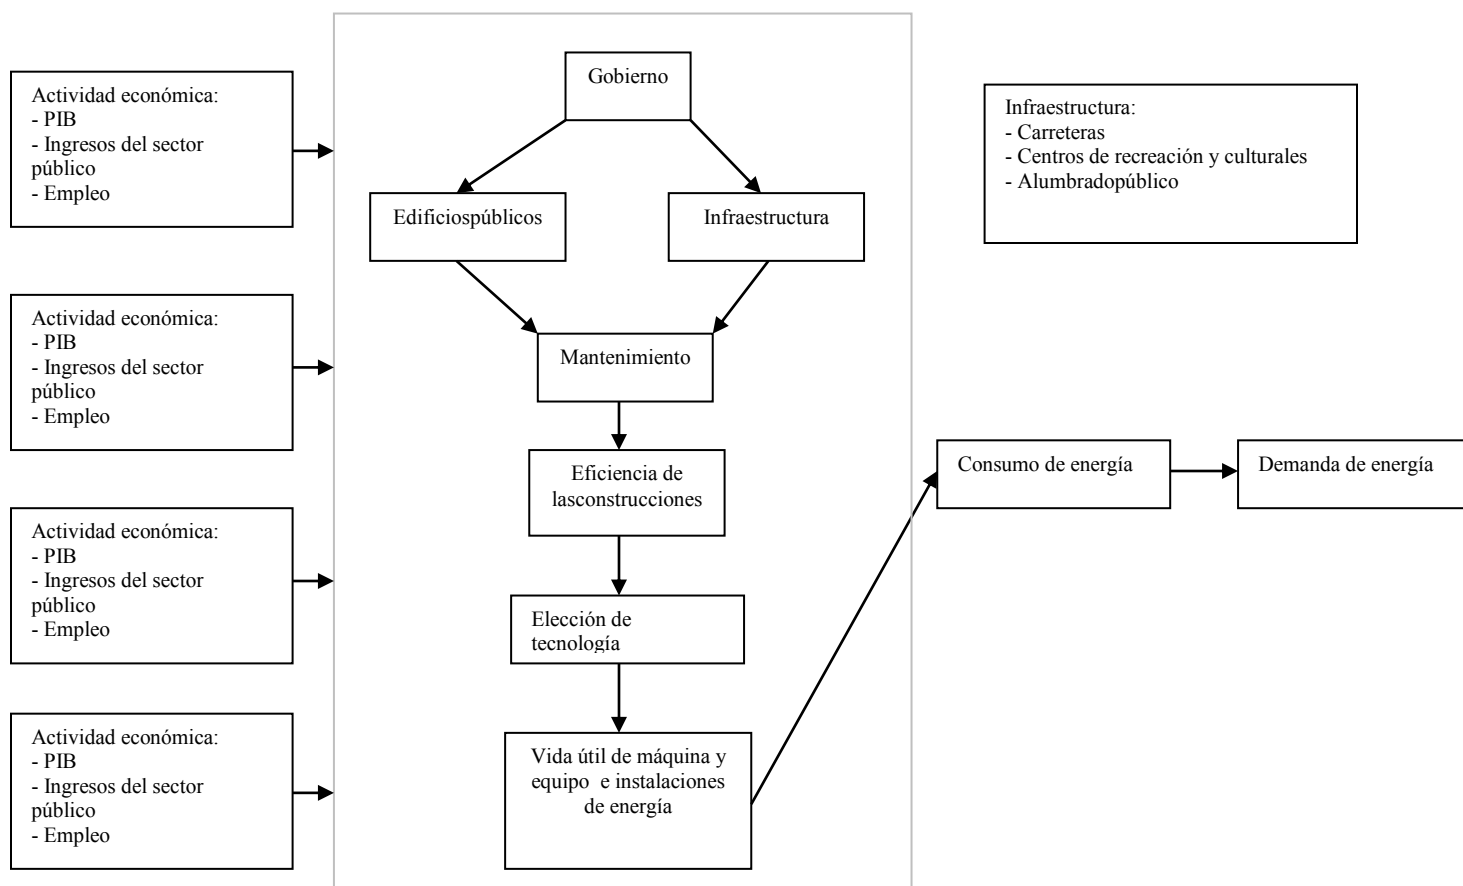 Gobierno
Actividad económica:
- PIB
- Ingresos del sector
público
- Empleo
Infraestructura:
- Carreteras
- Centros de recreación y culturales
- Alumbradopúblico
Edificiospúblicos
Infraestructura
Actividad económica:
- PIB
- Ingresos del sector
público
- Empleo
Mantenimiento
Eficiencia de
lasconstrucciones
Consumo de energía
Demanda de energía
Actividad económica:
- PIB
- Ingresos del sector
público
- Empleo
Elección de
tecnología
Actividad económica:
- PIB
- Ingresos del sector
público
- Empleo
Vida útil de máquina y
equipo  e instalaciones
de energía